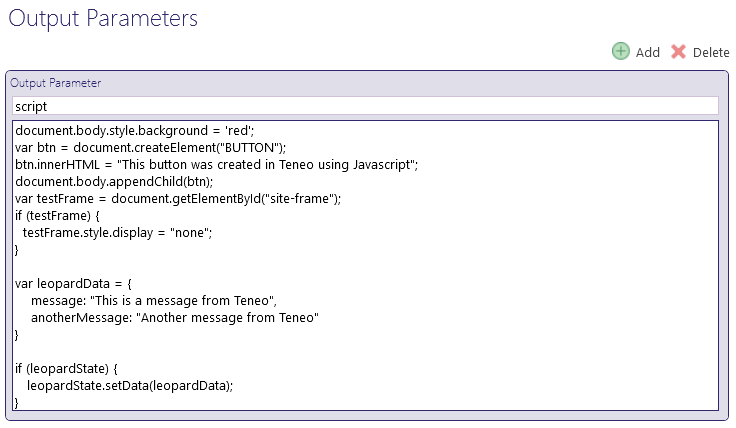 Output Parameters
Add Delete
Output Parameter
script
document.body.style.background = 'red';
var btn = document.createElement("BUTTON");
btn.innerHTML = "This button was created in Teneo using Javascript";
document.body.appendChild(btn);
var testFrame = document.getElementById("site-frame");
if (testFrame) {
  testFrame.style.display = "none";
}

var leopardData = {
    message: "This is a message from Teneo",
    anotherMessage: "Another message from Teneo"
}

if (leopardState) {
   leopardState.setData(leopardData);
}